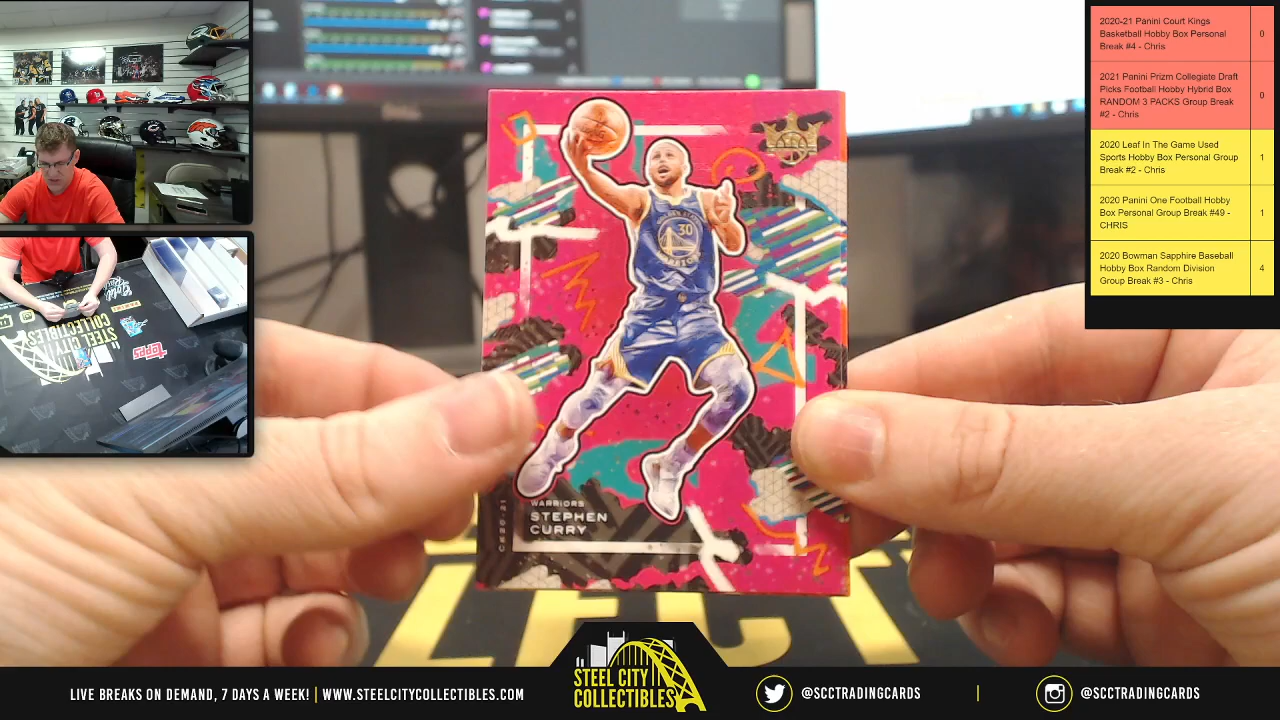 2020-21 Panini Court Kings
Basketball Hobby Box Personal
Break #4 - Chris
0
2021 Panini Prizm Collegiate Draft
Picks Football Hobby Hybrid Box
RANDOM 3 PACKS Group Break
#2 - Chris
0
2020 Leaf In The Game Used
Sports Hobby Box Personal Group
Break #2 - Chris
1
2020 Panini One Football Hobby
Box Personal Group Break #49 -
CHRIS
1
2020 Bowman Sapphire Baseball
Hobby Box Random Division
Group Break #3 - Chris
4
30
WARRIORS
STEPHEN
CURRY
STEEL CITY
COLLECTIBLES
topps
STEEL CITY
COLLECTIBLES
LIVE BREAKS ON DEMAND, 7 DAYS A WEEK! | WWW.STEELCITYCOLLECTIBLES.COM
@SCCTRADINGCARDS | @SCCTRADINGCARDS